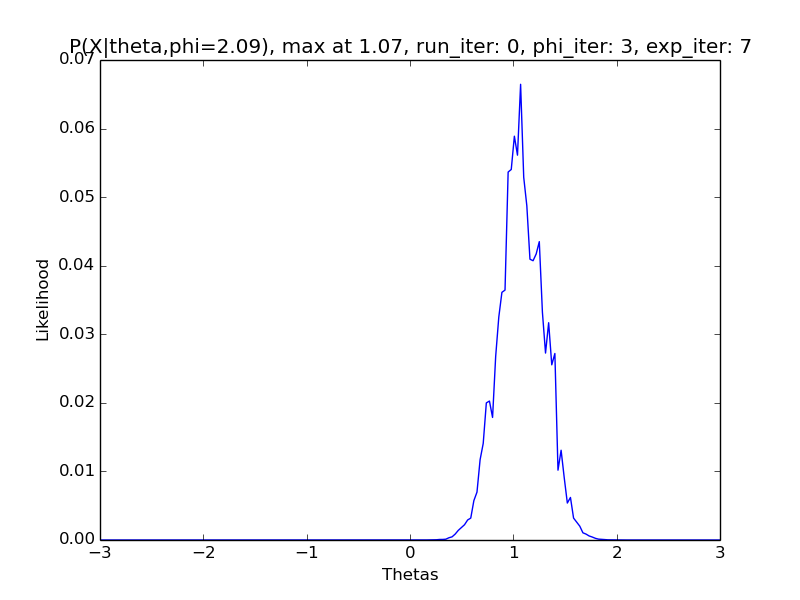 P(X|theta,phi=2.09), max at 1.07, run_iter: 0, phi_iter: 3, exp_iter: 7
0.07
0.06
0.05
0.04
0.03
0.02
0.01
0.00
Likelihood
−3 −2 −1 0 1 2 3
Thetas